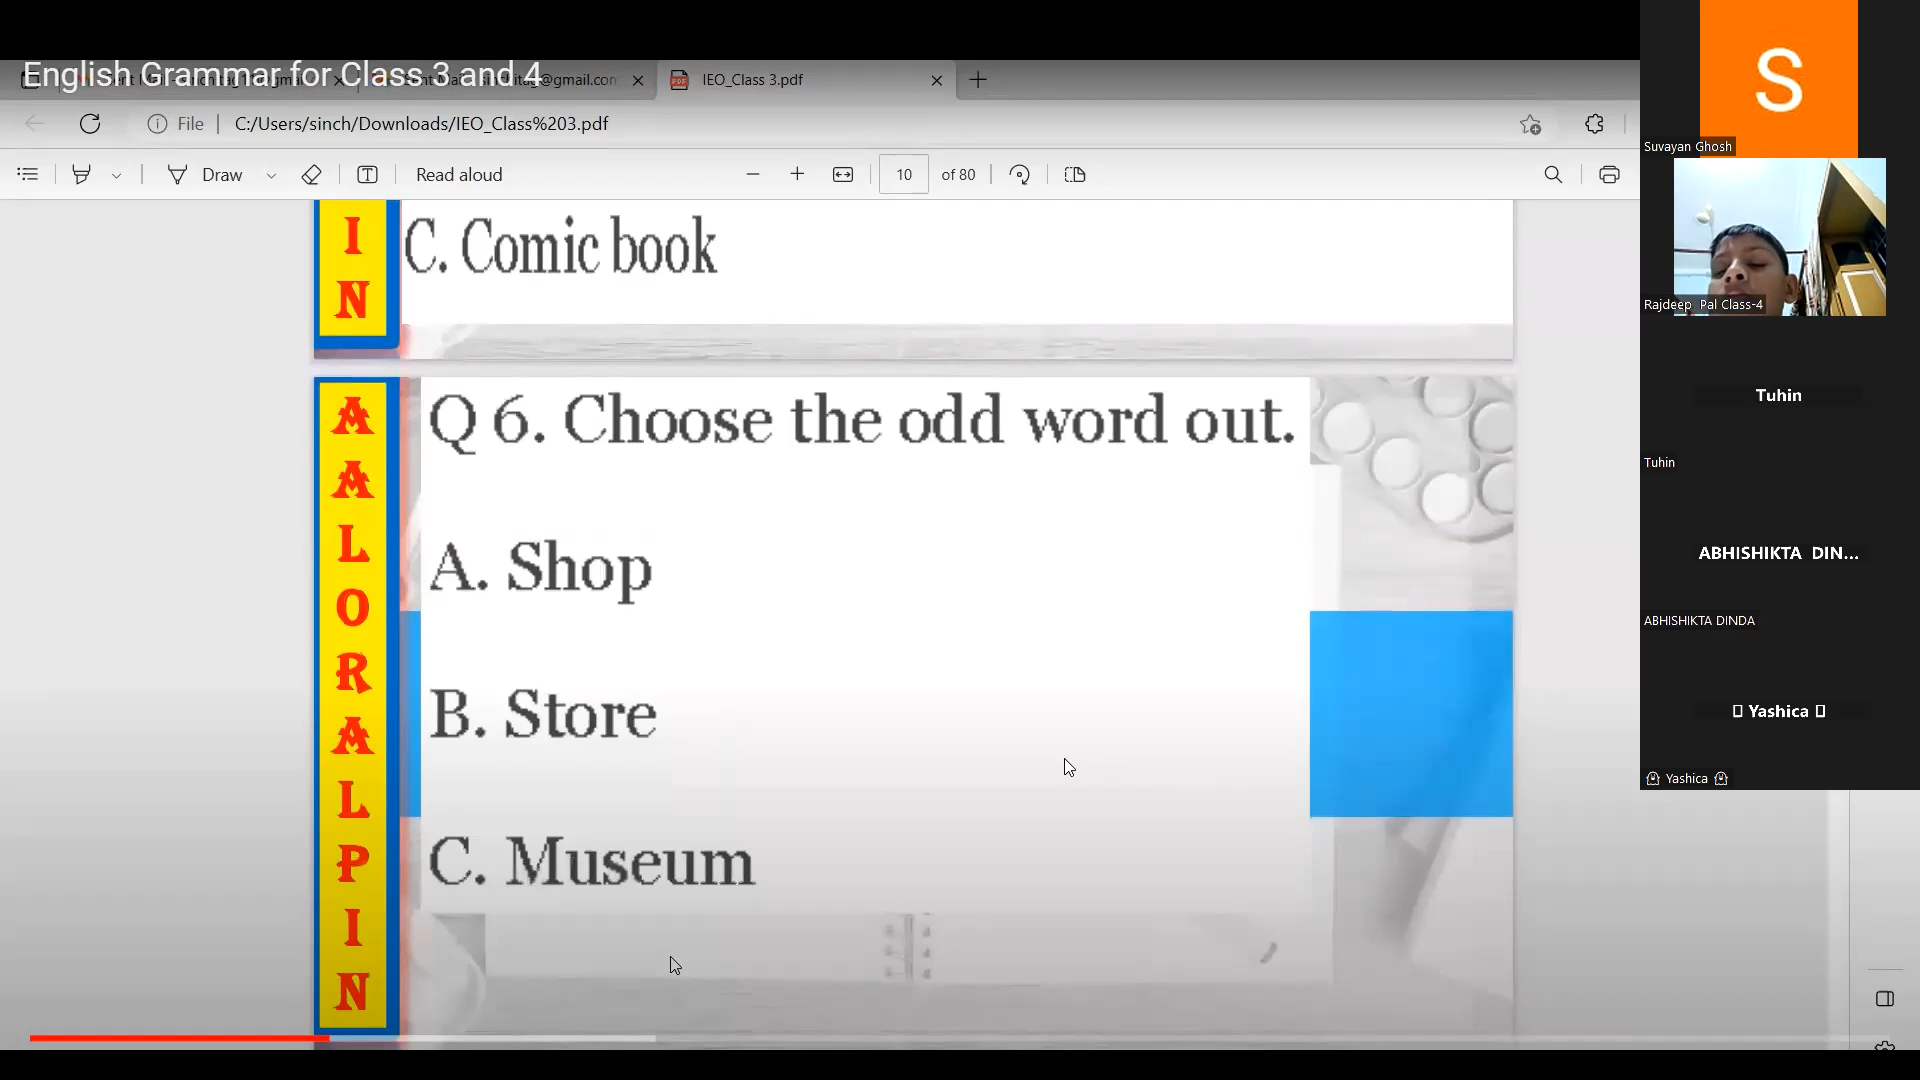 English Grammar for Class 3 and 4
@gmail.com
IEO_Class 3.pdf
File
C:/Users/sinch/Downloads/IEO_Class%203.pdf
Draw
Read aloud
10 of 80
I
N
C. Comic book
A
A
L
O
R
A
L
P
I
N
Q 6. Choose the odd word out.
A. Shop
B. Store
C. Museum
S
Suvayan Ghosh
Rajdeep Pal Class-4
Tuhin
Tuhin
ABHISHIKTA DIN...
ABHISHIKTA DINDA
Yashica
Yashica